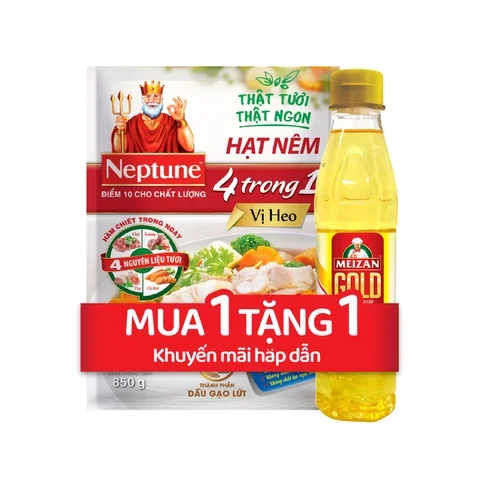 THẬT TƯƠI
THẬT NGON
HẠT NÊM
Neptune
ĐIỂM 10 CHO CHẤT LƯỢNG
4 trong 1
Vị Heo
HẦM CHIẾT TRONG NGÀY
4 NGUYÊN LIỆU TƯƠI
MEIZAN
GOLD
MUA 1 TẶNG 1
Khuyến mãi hấp dẫn
850 g
THÀNH PHẦN
DẦU GẠO LỨT